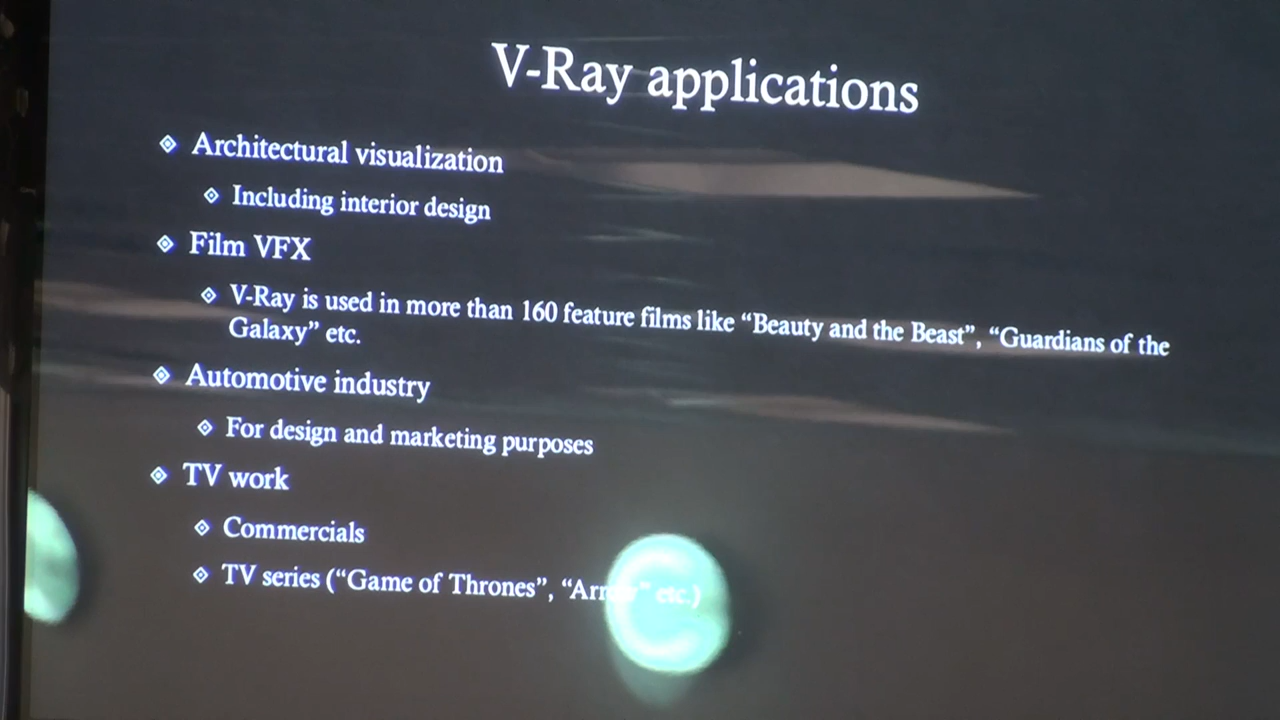 V-Ray applications
Architectural visualization
Including interior design
Film VFX
V-Ray is used in more than 160 feature films like “Beauty and the Beast”, “Guardians of the
Galaxy” etc.
Automotive industry
For design and marketing purposes
TV work
Commercials
TV series (“Game of Thrones”, “Arrow” etc.)